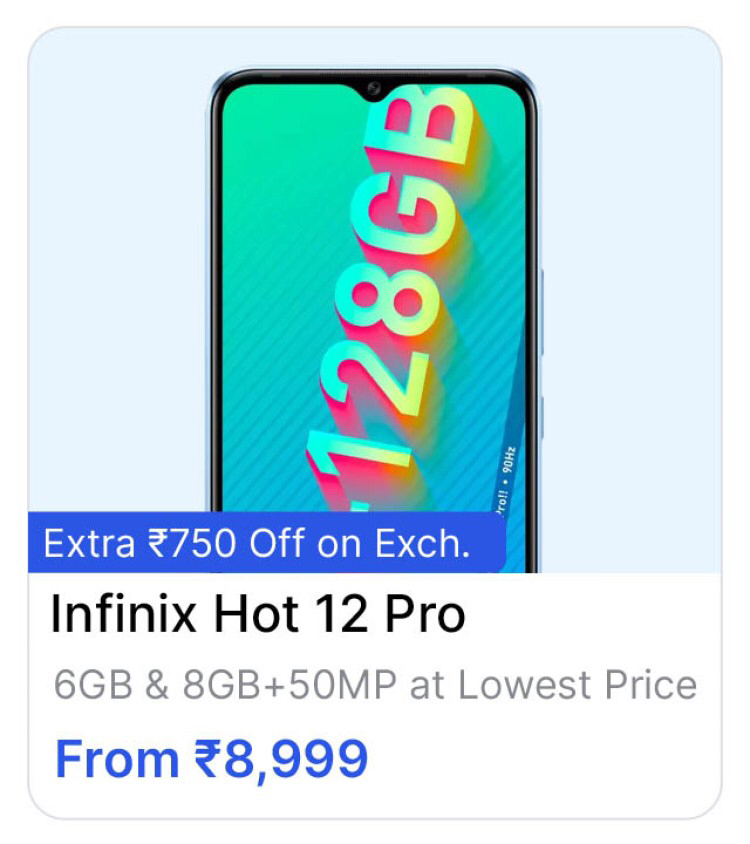 128GB
Pro!! • 90Hz
Extra ₹750 Off on Exch.
Infinix Hot 12 Pro
6GB & 8GB+50MP at Lowest Price
From ₹8,999